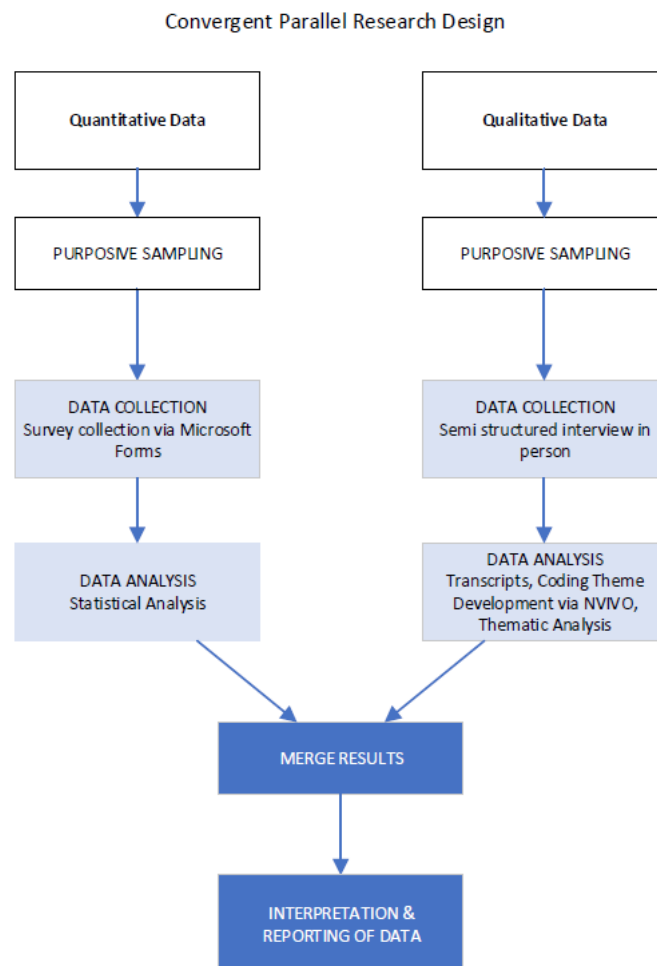 Convergent Parallel Research Design
Quantitative Data
Qualitative Data
PURPOSIVE SAMPLING
PURPOSIVE SAMPLING
DATA COLLECTION
Survey collection via Microsoft
Forms
DATA COLLECTION
Semi structured interview in
person
DATA ANALYSIS
Statistical Analysis
DATA ANALYSIS
Transcripts, Coding Theme
Development via NVIVO,
Thematic Analysis
MERGE RESULTS
INTERPRETATION &
REPORTING OF DATA